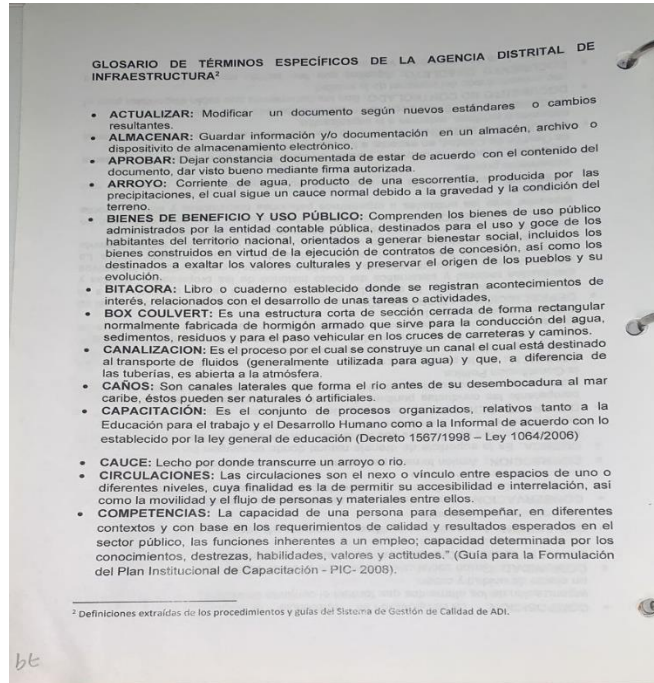 GLOSARIO DE TÉRMINOS ESPECÍFICOS DE LA AGENCIA DISTRITAL DE
INFRAESTRUCTURA²
• ACTUALIZAR: Modificar un documento según nuevos estándares o cambios
resultantes.
• ALMACENAR: Guardar información y/o documentación en un almacén, archivo o
dispositivito de almacenamiento electrónico.
• APROBAR: Dejar constancia documentada de estar de acuerdo con el contenido del
documento, dar visto bueno mediante firma autorizada.
• ARROYO: Corriente de agua, producto de una escorrentía, producida por las
precipitaciones, el cual sigue un cauce normal debido a la gravedad y la condición del
terreno.
• BIENES DE BENEFICIO Y USO PÚBLICO: Comprenden los bienes de uso público
administrados por la entidad contable pública, destinados para el uso y goce de los
habitantes del territorio nacional, orientados a generar bienestar social, incluidos los
bienes construidos en virtud de la ejecución de contratos de concesión, así como los
destinados a exaltar los valores culturales y preservar el origen de los pueblos y su
evolución.
• BITACORA: Libro o cuaderno establecido donde se registran acontecimientos de
interés, relacionados con el desarrollo de unas tareas o actividades,
• BOX COULVERT: Es una estructura corta de sección cerrada de forma rectangular
normalmente fabricada de hormigón armado que sirve para la conducción del agua,
sedimentos, residuos y para el paso vehicular en los cruces de carreteras y caminos.
• CANALIZACION: Es el proceso por el cual se construye un canal el cual está destinado
al transporte de fluidos (generalmente utilizada para agua) y que, a diferencia de
las tuberías, es abierta a la atmósfera.
• CAÑOS: Son canales laterales que forma el río antes de su desembocadura al mar
caribe, éstos pueden ser naturales ó artificiales.
• CAPACITACIÓN: Es el conjunto de procesos organizados, relativos tanto a la
Educación para el trabajo y el Desarrollo Humano como a la Informal de acuerdo con lo
establecido por la ley general de educación (Decreto 1567/1998 – Ley 1064/2006)
• CAUCE: Lecho por donde transcurre un arroyo o rio.
• CIRCULACIONES: Las circulaciones son el nexo o vínculo entre espacios de uno o
diferentes niveles, cuya finalidad es la de permitir su accesibilidad e interrelación, así
como la movilidad y el flujo de personas y materiales entre ellos.
• COMPETENCIAS: La capacidad de una persona para desempeñar, en diferentes
contextos y con base en los requerimientos de calidad y resultados esperados en el
sector público, las funciones inherentes a un empleo; capacidad determinada por los
conocimientos, destrezas, habilidades, valores y actitudes." (Guía para la Formulación
del Plan Institucional de Capacitación - PIC- 2008).
² Definiciones extraídas de los procedimientos y guías del Sistema de Gestión de Calidad de ADI.